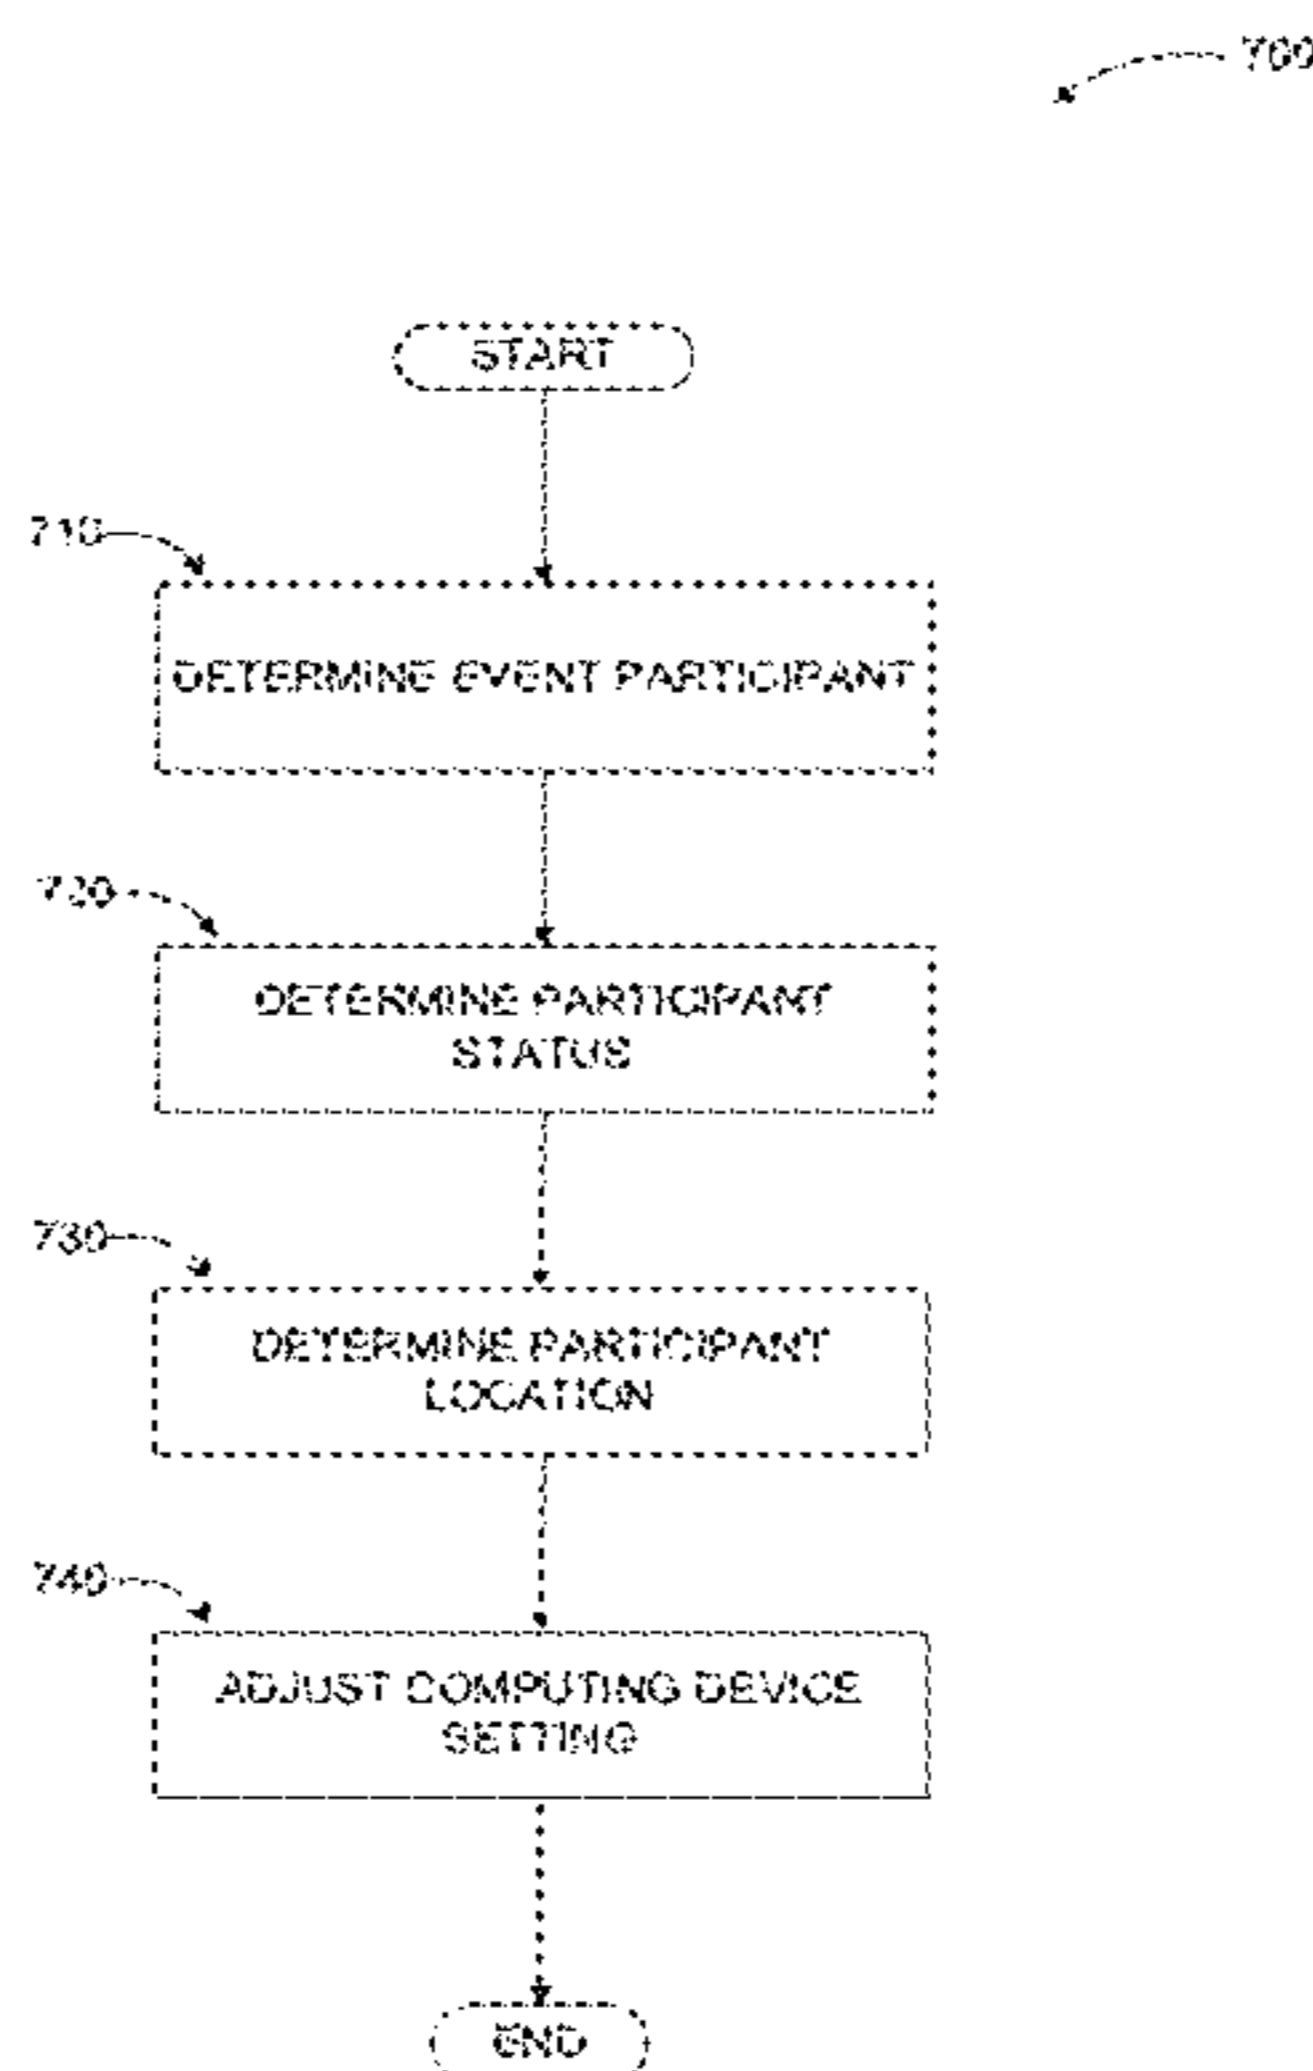 700
START
710
DETERMINE EVENT PARTICIPANT
720
DETERMINE PARTICIPANT
STATUS
730
DETERMINE PARTICIPANT
LOCATION
740
ADJUST COMPUTING DEVICE
SETTING
END